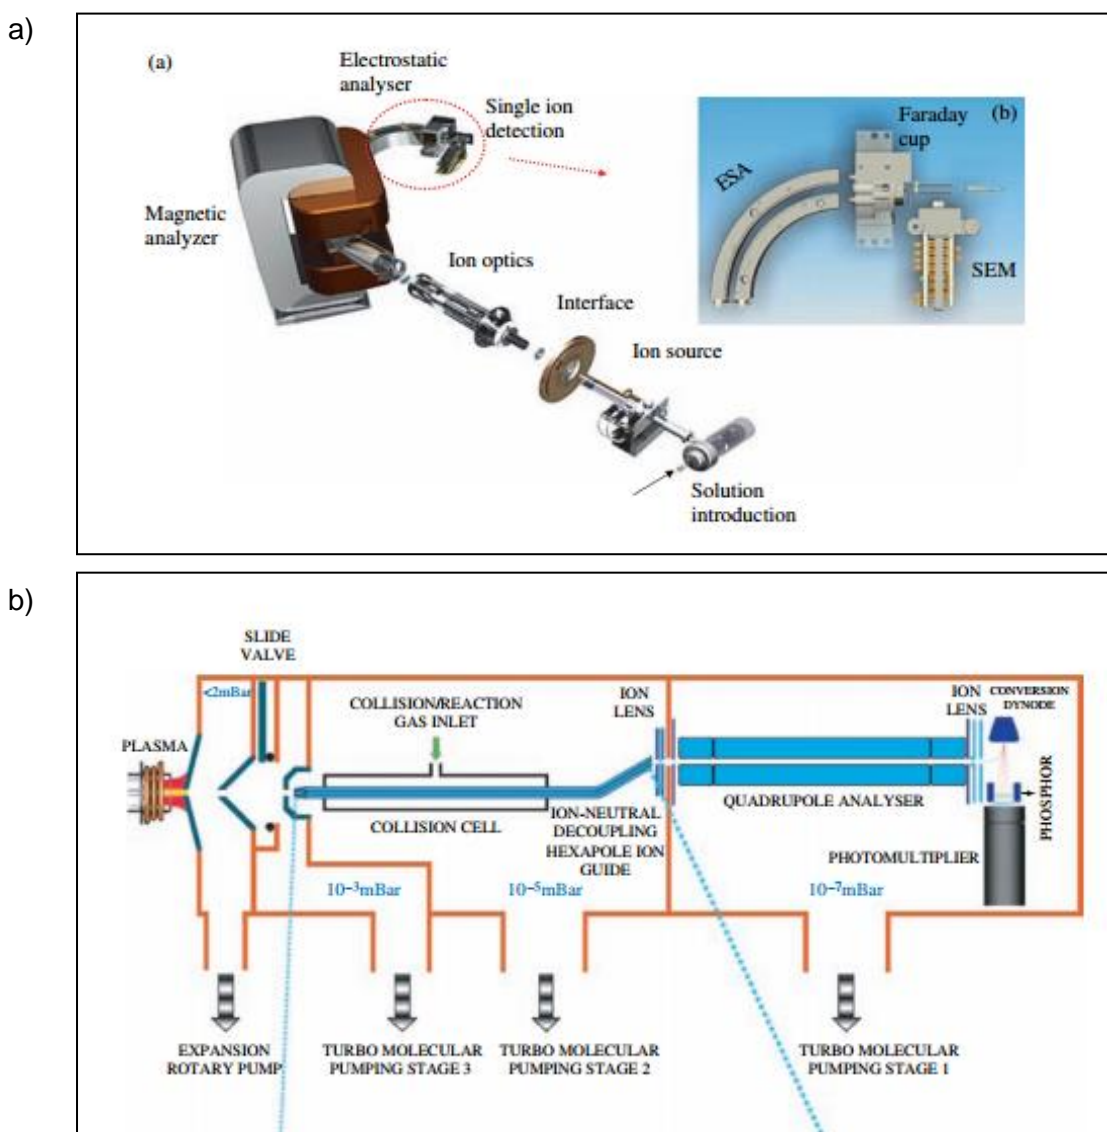 a)
(a)
Electrostatic
analyser
Single ion
detection
Magnetic
analyzer
Ion optics
Interface
Ion source
Solution
introduction
(b)
Faraday
cup
ESA
SEM
b)
SLIDE
VALVE
<2mBar
PLASMA
COLLISION/REACTION
GAS INLET
COLLISION CELL
ION
LENS
ION-NEUTRAL
DECOUPLING
HEXAPOLE ION
GUIDE
QUADRUPOLE ANALYSER
ION
LENS
CONVERSION
DYNODE
PHOSPHOR
PHOTOMULTIPLIER
10⁻³mBar
10⁻⁵mBar
10⁻⁷mBar
EXPANSION
ROTARY PUMP
TURBO MOLECULAR
PUMPING STAGE 3
TURBO MOLECULAR
PUMPING STAGE 2
TURBO MOLECULAR
PUMPING STAGE 1